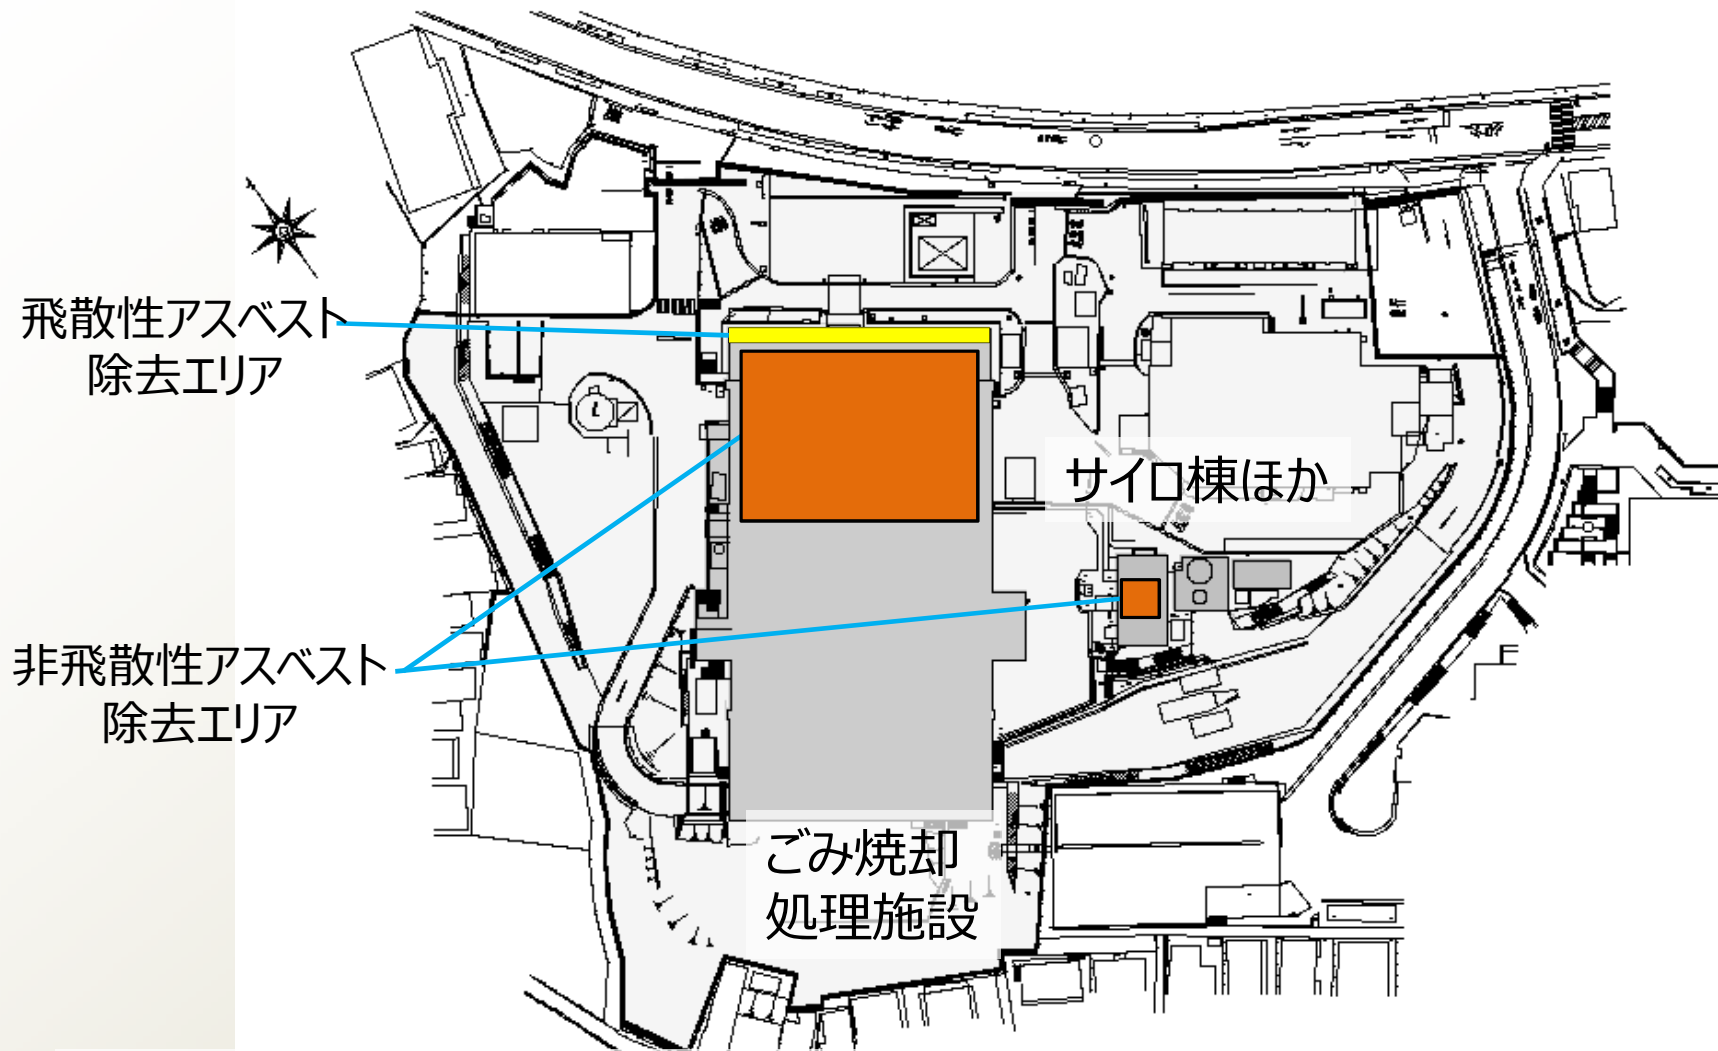 飛散性アスベスト
除去エリア
サイロ棟ほか
非飛散性アスベスト
除去エリア
ごみ焼却
処理施設